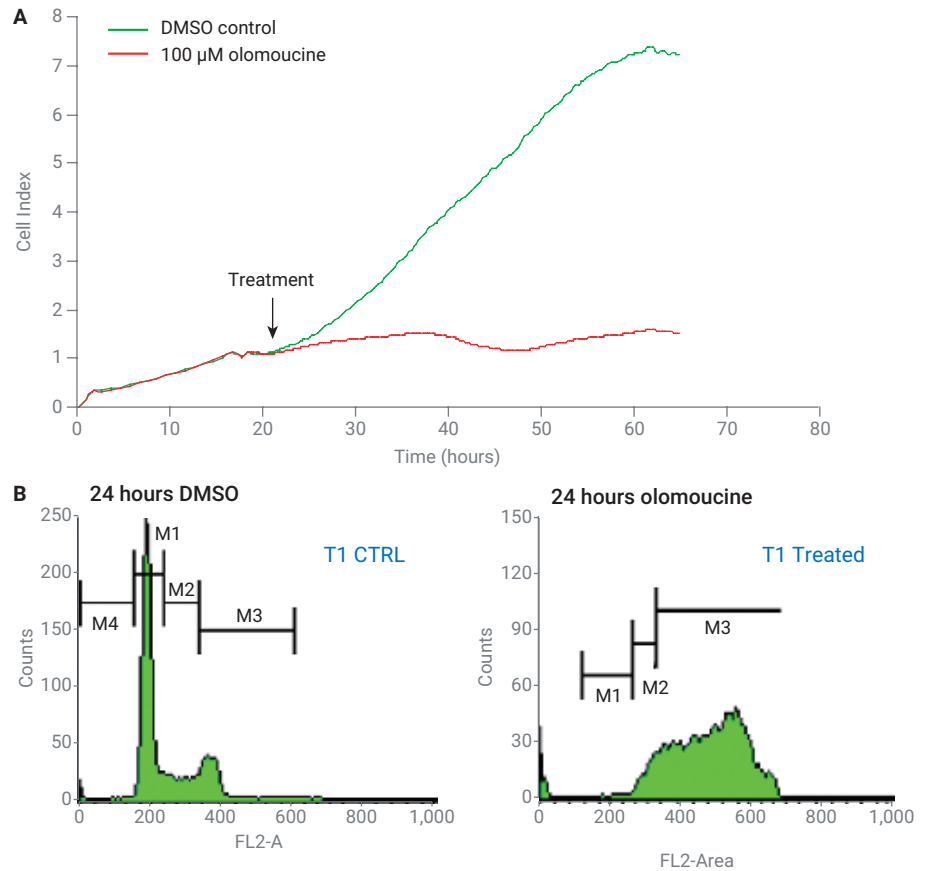 A
8
7
6
5
4
3
2
1
0
Cell Index
DMSO control
100 µM olomoucine
Treatment
0 10 20 30 40 50 60 70 80
Time (hours)
B
24 hours DMSO
250
200
150
100
50
0
Counts
M1
M2
M3
M4
T1 CTRL
0 200 400 600 800 1,000
FL2-A
24 hours olomoucine
150
120
90
60
30
0
Counts
T1 Treated
M3
M1
M2
0 200 400 600 800 1,000
FL2-Area